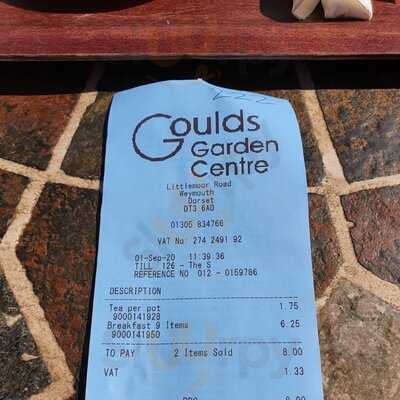 Goulds
Garden
Centre
Littlemoor Road
Weymouth
Dorset
DT3 6AD
01305 834766
VAT No: 274 2491 92
01-Sep-20 11:39.36
TILL 126 - The S
REFERENCE NO 012 - 0159786
DESCRIPTION
Tea per pot 1.75
9000141928
Breakfast 9 Items 6.25
9000141950
TO PAY 2 Items Sold 8.00
VAT 1.33